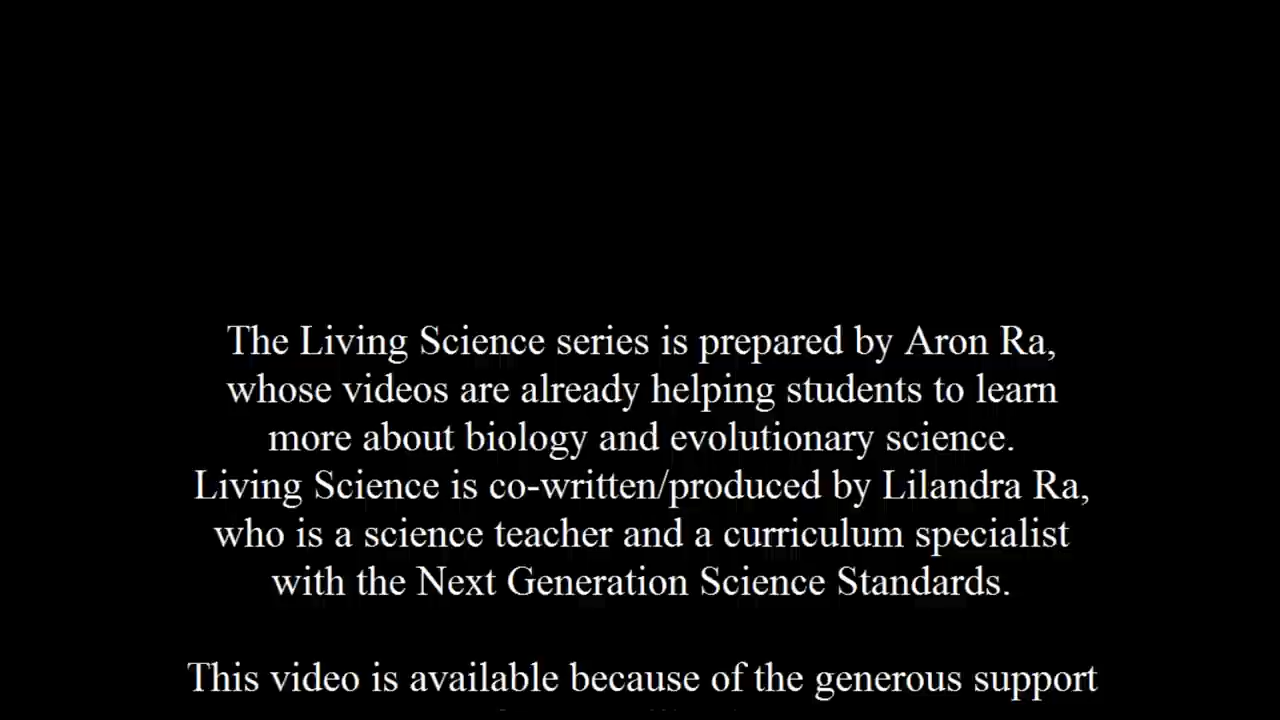 The Living Science series is prepared by Aron Ra,
whose videos are already helping students to learn
more about biology and evolutionary science.
Living Science is co-written/produced by Lilandra Ra,
who is a science teacher and a curriculum specialist
with the Next Generation Science Standards.
This video is available because of the generous support